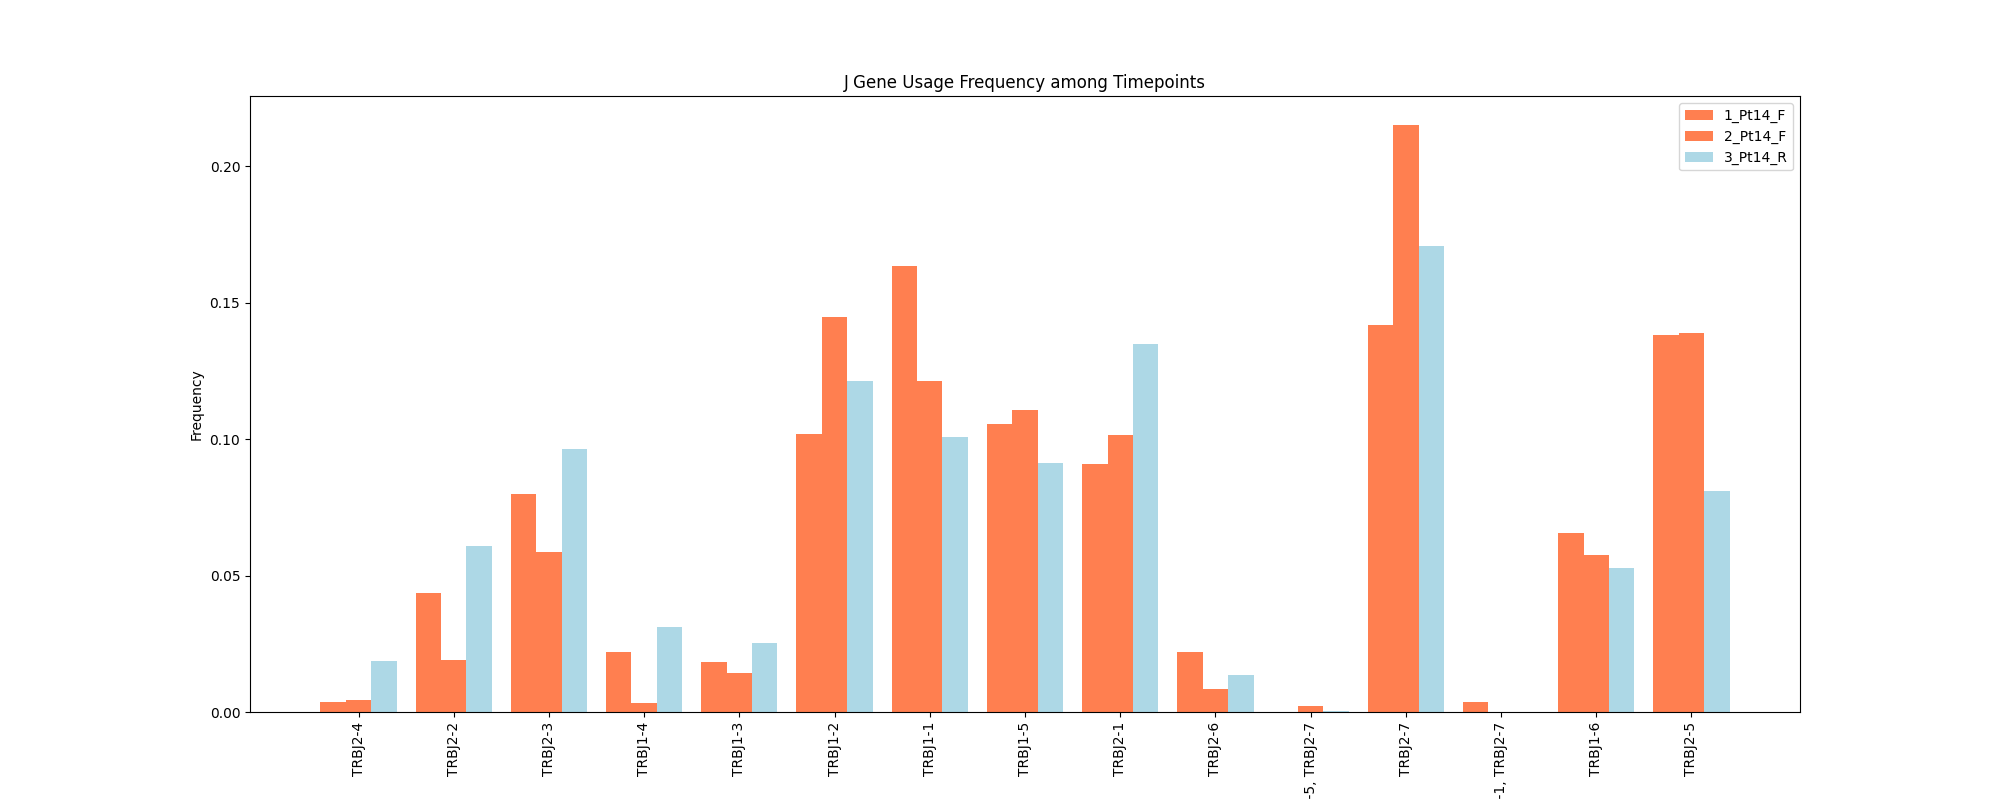 J Gene Usage Frequency among Timepoints
1_Pt14_F
2_Pt14_F
3_Pt14_R
Frequency
0.20
0.15
0.10
0.05
0.00
TRBJ2-4
TRBJ2-2
TRBJ2-3
TRBJ1-4
TRBJ1-3
TRBJ1-2
TRBJ1-1
TRBJ1-5
TRBJ2-1
TRBJ2-6
-5, TRBJ2-7
TRBJ2-7
-1, TRBJ2-7
TRBJ1-6
TRBJ2-5